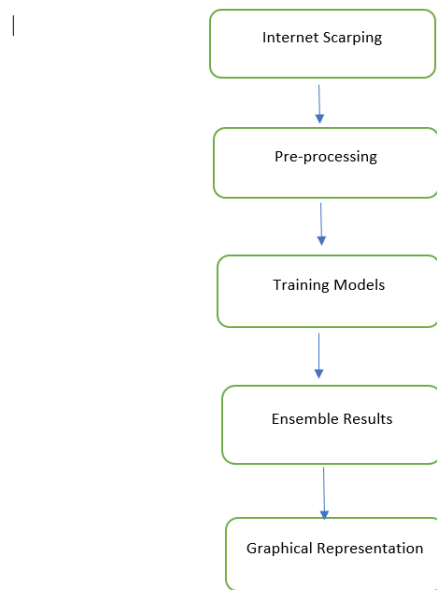 Internet Scarping
Pre-processing
Training Models
Ensemble Results
Graphical Representation